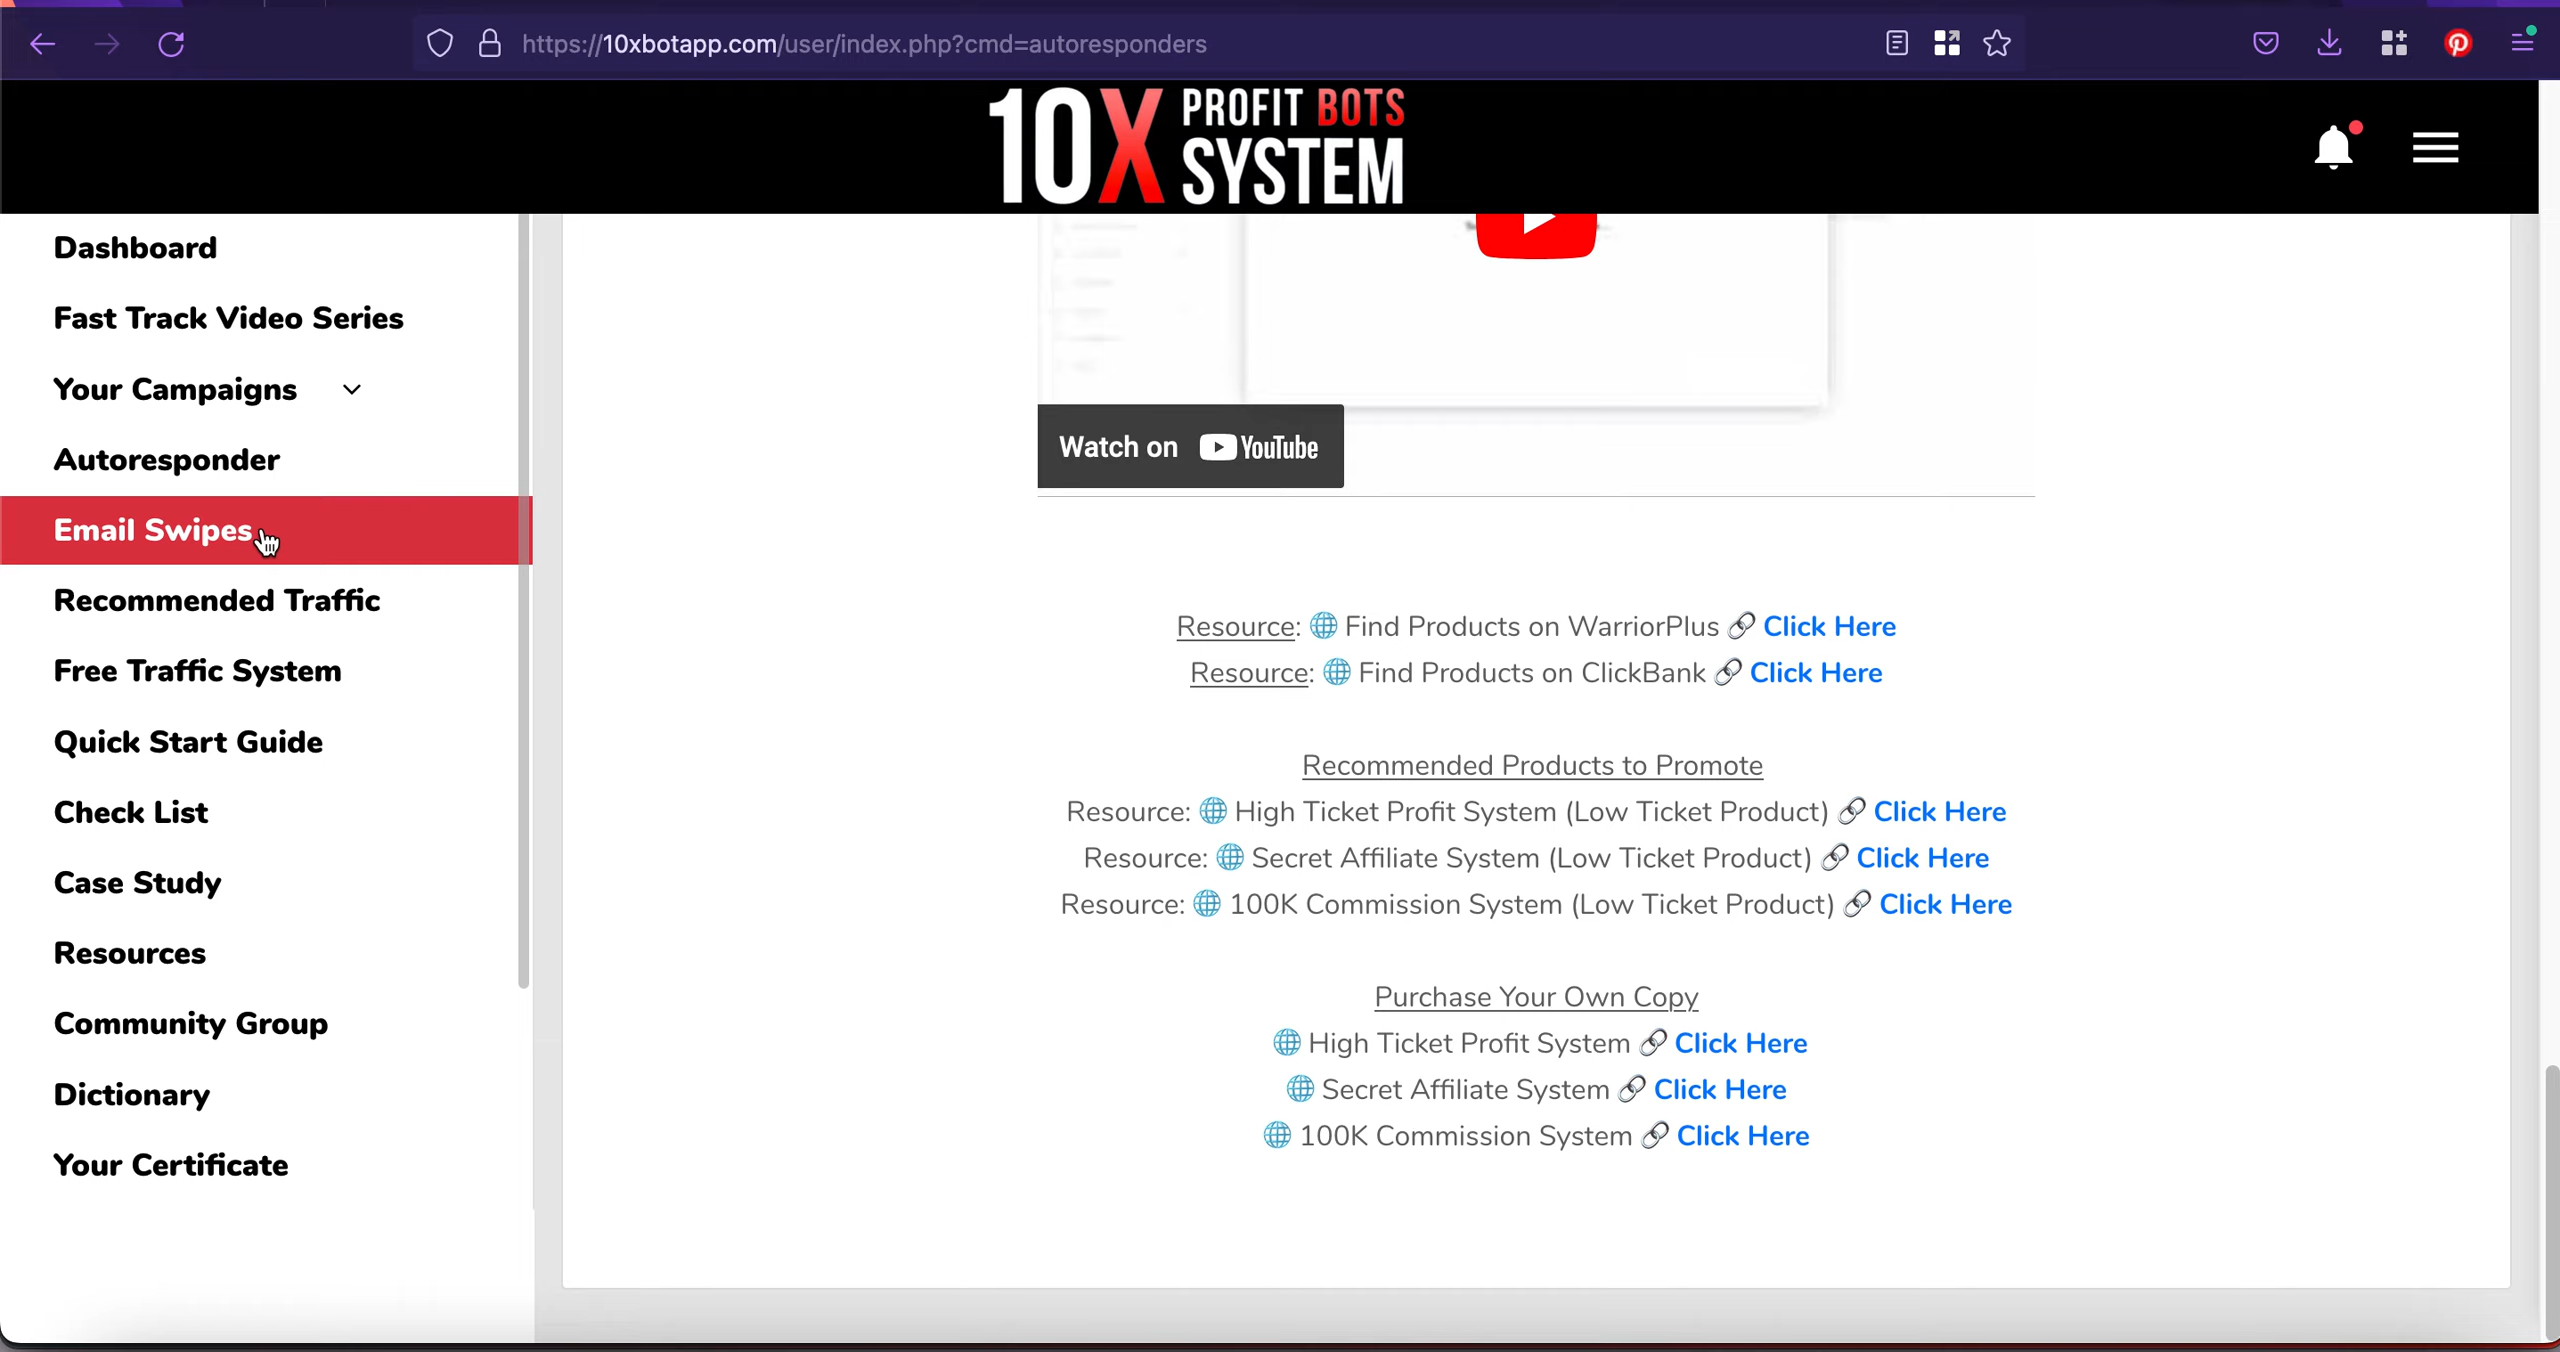 https://10xbotapp.com/user/index.php?cmd=autoresponders
10X PROFIT BOTS SYSTEM
Dashboard
Fast Track Video Series
Your Campaigns
Autoresponder
Email Swipes
Recommended Traffic
Free Traffic System
Quick Start Guide
Check List
Case Study
Resources
Community Group
Dictionary
Your Certificate
Watch on YouTube
Resource: Find Products on WarriorPlus Click Here
Resource: Find Products on ClickBank Click Here
Recommended Products to Promote
Resource: High Ticket Profit System (Low Ticket Product) Click Here
Resource: Secret Affiliate System (Low Ticket Product) Click Here
Resource: 100K Commission System (Low Ticket Product) Click Here
Purchase Your Own Copy
High Ticket Profit System Click Here
Secret Affiliate System Click Here
100K Commission System Click Here